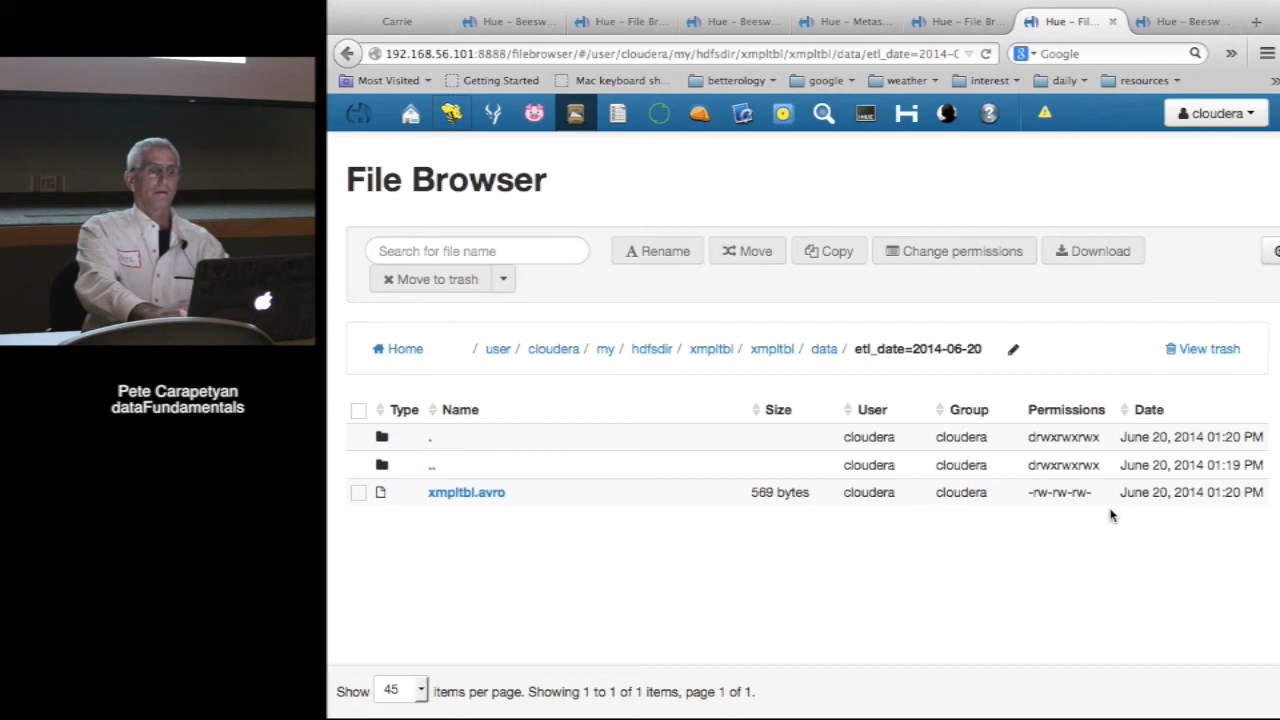 Carrie
Hue - Beesw...
Hue - File Br...
Hue - Beesw...
Hue - Metas...
Hue - File Br...
Hue - Fil...
Hue - Beesw...
192.168.56.101:8888/filebrowser/#/user/cloudera/my/hdfsdir/xmpltbl/xmpltbl/data/etl_date=2014-0
Google
Most Visited
Getting Started
Mac keyboard sh...
betterology
google
weather
interest
daily
resources
cloudera
File Browser
Search for file name
Rename
Move
Copy
Change permissions
Download
Move to trash
Home / user / cloudera / my / hdfsdir / xmpltbl / xmpltbl / data / etl_date=2014-06-20
View trash
Type Name Size User Group Permissions Date
. cloudera cloudera drwxrwxrwx June 20, 2014 01:20 PM
.. cloudera cloudera drwxrwxrwx June 20, 2014 01:19 PM
xmpltbl.avro 569 bytes cloudera cloudera -rw-rw-rw- June 20, 2014 01:20 PM
Show 45 items per page. Showing 1 to 1 of 1 items, page 1 of 1.
Pete Carapetyan
dataFundamentals